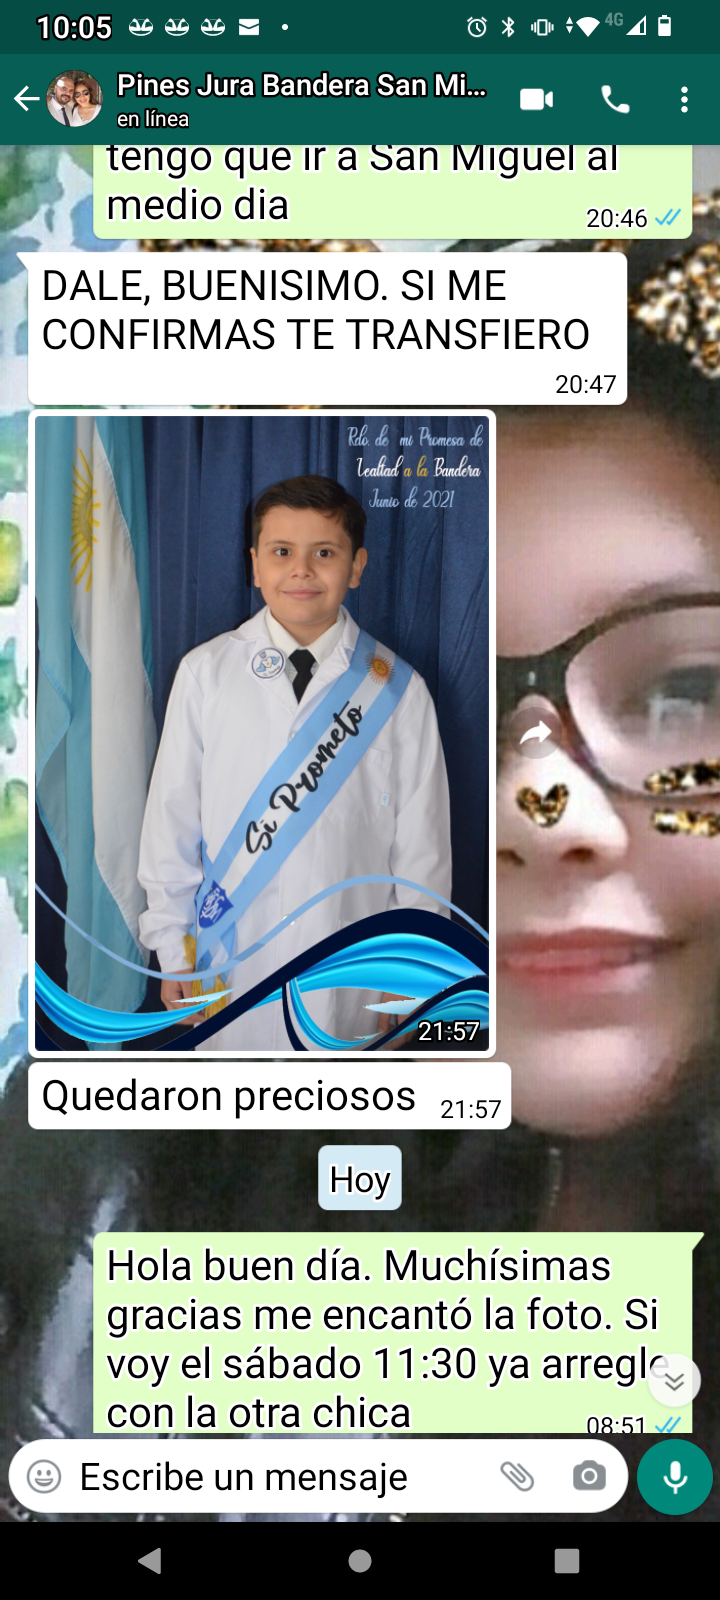 10:05
4G
Pines Jura Bandera San Mi...
en línea
tengo que ir a San Miguel al
medio dia
20:46
DALE, BUENISIMO. SI ME
CONFIRMAS TE TRANSFIERO
20:47
Rdo. de mi Promesa de
Lealtad a la Bandera
Junio de 2021
Si Prometo
21:57
Quedaron preciosos
21:57
Hoy
Hola buen día. Muchísimas
gracias me encantó la foto. Si
voy el sábado 11:30 ya arregle
con la otra chica
08:51
Escribe un mensaje